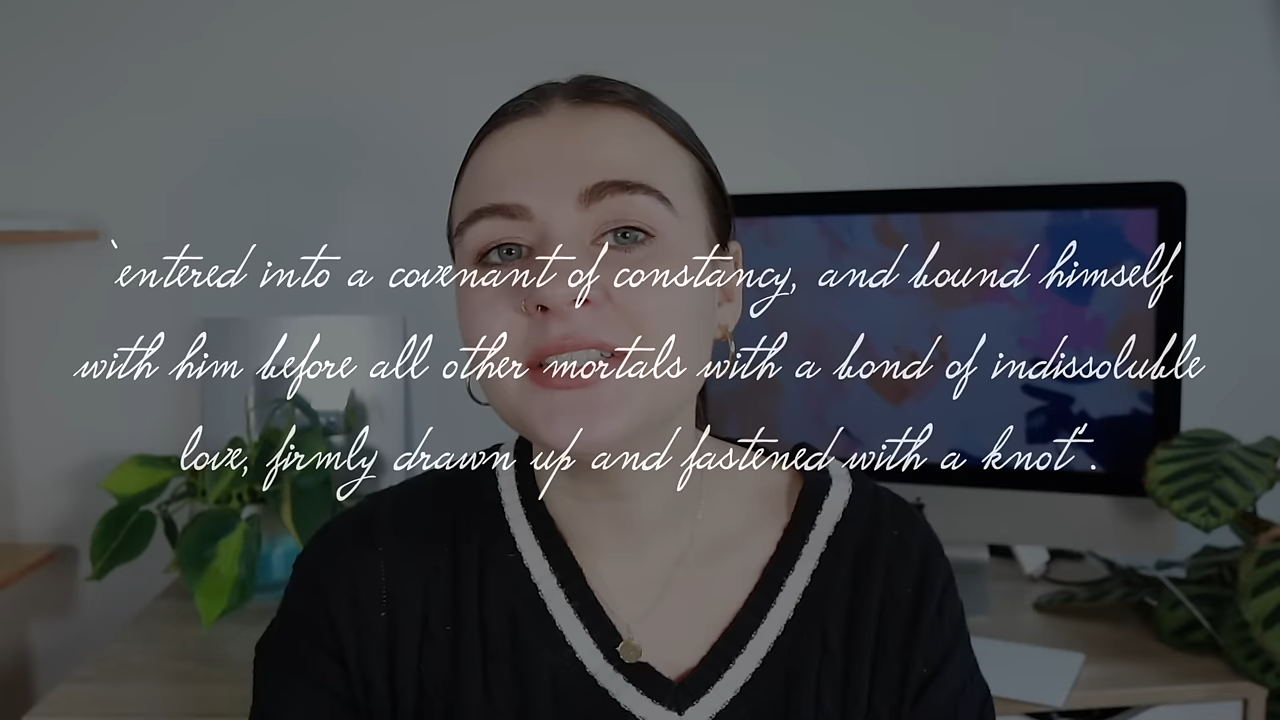 `entered into a covenant of constancy, and bound himself
with him before all other mortals with a bond of indissoluble
love, firmly drawn up and fastened with a knot".